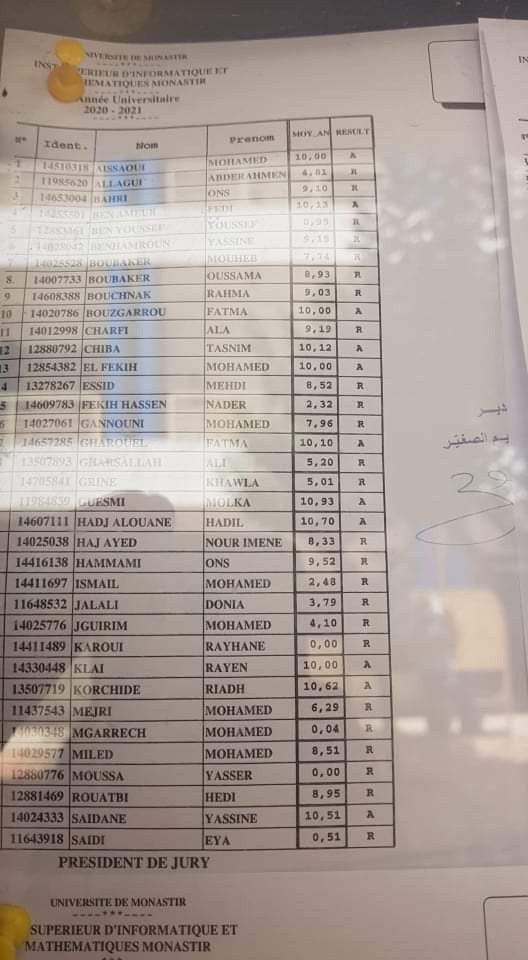 UNIVERSITE DE MONASTIR
----***----
SUPERIEUR D'INFORMATIQUE ET
MATHEMATIQUES MONASTIR
Année Universitaire
2020 - 2021
----***----
N° Ident. Nom Prenom MOY_AN RESULT
1 14510318 AISSAOUI MOHAMED 10,00 A
2 11985620 ALLAGUI ABDERAHMEN 4,81 R
3 14653004 BAHRI ONS 9,10 R
BEN AMEUR FEDI 10,13 A
5 12853461 BEN YOUSSEF YOUSSEF 0,95 R
6 14028042 BENHAMROUN YASSINE 9,19 R
7 14025528 BOUBAKER MOUHEB 7,74 R
8 14007733 BOUBAKER OUSSAMA 8,93 R
9 14608388 BOUCHNAK RAHMA 9,03 R
10 14020786 BOUZGARROU FATMA 10,00 A
11 14012998 CHARFI ALA 9,19 R
12 12880792 CHIBA TASNIM 10,12 A
13 12854382 EL FEKIH MOHAMED 10,00 A
4 13278267 ESSID MEHDI 8,52 R
5 14609783 FEKIH HASSEN NADER 2,32 R
6 14027061 GANNOUNI MOHAMED 7,96 R
14657285 GHAROUEL FATMA 10,10 A
13507893 GHARSALLAH ALI 5,20 R
14705841 GRINE KHAWLA 5,01 R
11984859 GUESMI MOLKA 10,93 A
14607111 HADJ ALOUANE HADIL 10,70 A
14025038 HAJ AYED NOUR IMENE 8,33 R
14416138 HAMMAMI ONS 9,52 R
14411697 ISMAIL MOHAMED 2,48 R
11648532 JALALI DONIA 3,79 R
14025776 JGUIRIM MOHAMED 4,10 R
14411489 KAROUI RAYHANE 0,00 R
14330448 KLAI RAYEN 10,00 A
13507719 KORCHIDE RIADH 10,62 A
11437543 MEJRI MOHAMED 6,29 R
14030348 MGARRECH MOHAMED 0,04 R
14029577 MILED MOHAMED 8,51 R
12880776 MOUSSA YASSER 0,00 R
12881469 ROUATBI HEDI 8,95 R
14024333 SAIDANE YASSINE 10,51 A
11643918 SAIDI EYA 0,51 R
PRESIDENT DE JURY
UNIVERSITE DE MONASTIR
----***----
SUPERIEUR D'INFORMATIQUE ET
MATHEMATIQUES MONASTIR